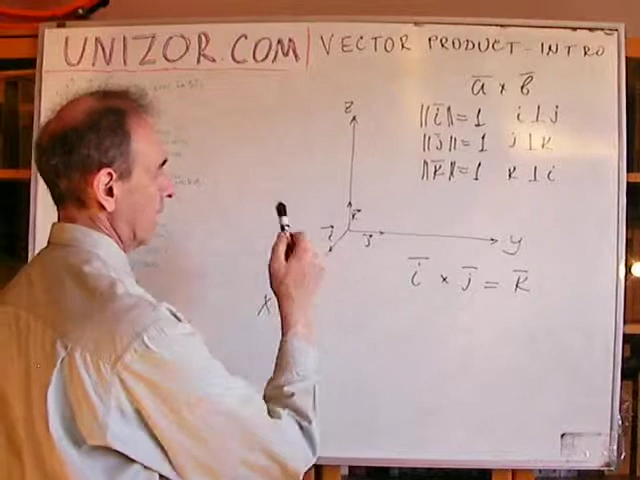 UNIZOR.COM | VECTOR PRODUCT - INTRO
a̅ × b̅
‖i̅‖ = 1 i ⊥ j
‖j̅‖ = 1 j ⊥ k
‖k̅‖ = 1 k ⊥ i
z
k̅
i̅ j̅ y
i̅ × j̅ = k̅
X